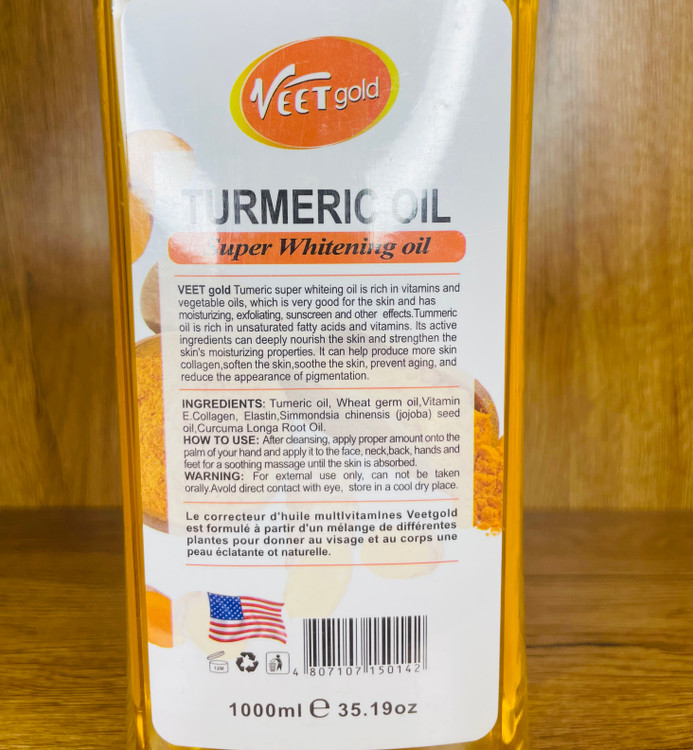 VEET gold
TURMERIC OIL
Super Whitening oil
VEET gold Tumeric super whiteing oil is rich in vitamins and
vegetable oils, which is very good for the skin and has
moisturizing, exfoliating, sunscreen and other effects.Tummeric
oil is rich in unsaturated fatty acids and vitamins. Its active
ingredients can deeply nourish the skin and strengthen the
skin's moisturizing properties. It can help produce more skin
collagen,soften the skin,soothe the skin, prevent aging, and
reduce the appearance of pigmentation.
INGREDIENTS: Tumeric oil, Wheat germ oil,Vitamin
E.Collagen, Elastin,Simmondsia chinensis (jojoba) seed
oil,Curcuma Longa Root Oil.
HOW TO USE: After cleansing, apply proper amount onto the
palm of your hand and apply it to the face, neck,back, hands and
feet for a soothing massage until the skin is absorbed.
WARNING: For external use only, can not be taken
orally.Avold direct contact with eye, store in a cool dry place.
Le correcteur d'huile multIvitamInes Veetgold
est formulé à partir d'un mélange de différentes
plantes pour donner au visage et au corps une
peau éclatante ot naturelle.
12M
4 807107 150142
1000ml e 35.19oz